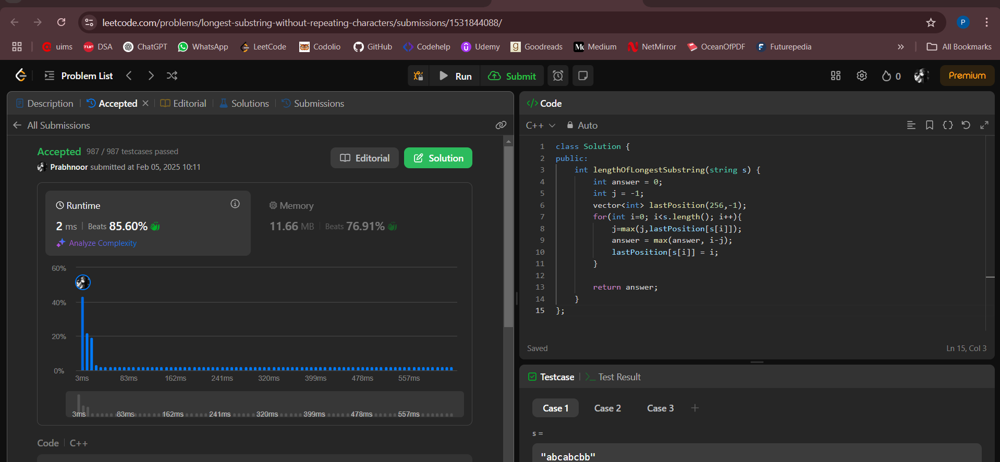 leetcode.com/problems/longest-substring-without-repeating-characters/submissions/1531844088/
P
uims TUF DSA ChatGPT WhatsApp LeetCode Codolio GitHub Codehelp Udemy g Goodreads Medium NetMirror OceanOfPDF Futurepedia » All Bookmarks
Problem List Run Submit 0 Premium
Description Accepted × Editorial Solutions Submissions
All Submissions
Accepted 987 / 987 testcases passed
Prabhnoor submitted at Feb 05, 2025 10:11
Editorial Solution
Runtime
2 ms | Beats 85.60%
Analyze Complexity
Memory
11.66 MB | Beats 76.91%
60%
40%
20%
0%
3ms 83ms 162ms 241ms 320ms 399ms 478ms 557ms
3ms 83ms 162ms 241ms 320ms 399ms 478ms 557ms
Code | C++
</> Code
C++ Auto
1 class Solution {
2 public:
3 int lengthOfLongestSubstring(string s) {
4 int answer = 0;
5 int j = -1;
6 vector<int> lastPosition(256,-1);
7 for(int i=0; i<s.length(); i++){
8 j=max(j,lastPosition[s[i]]);
9 answer = max(answer, i-j);
10 lastPosition[s[i]] = i;
11 }
12
13 return answer;
14 }
15 };
Saved Ln 15, Col 3
Testcase | >_ Test Result
Case 1 Case 2 Case 3 +
s =
"abcabcbb"